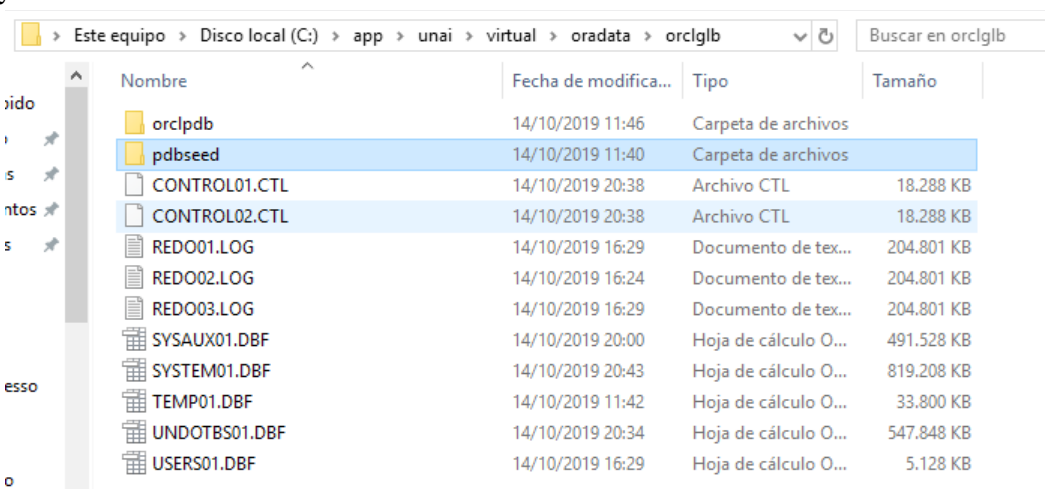 Este equipo > Disco local (C:) > app > unai > virtual > oradata > orclglb Buscar en orclglb
Nombre Fecha de modifica... Tipo Tamaño
orclpdb 14/10/2019 11:46 Carpeta de archivos
pdbseed 14/10/2019 11:40 Carpeta de archivos
CONTROL01.CTL 14/10/2019 20:38 Archivo CTL 18.288 KB
CONTROL02.CTL 14/10/2019 20:38 Archivo CTL 18.288 KB
REDO01.LOG 14/10/2019 16:29 Documento de tex... 204.801 KB
REDO02.LOG 14/10/2019 16:24 Documento de tex... 204.801 KB
REDO03.LOG 14/10/2019 16:29 Documento de tex... 204.801 KB
SYSAUX01.DBF 14/10/2019 20:00 Hoja de cálculo O... 491.528 KB
SYSTEM01.DBF 14/10/2019 20:43 Hoja de cálculo O... 819.208 KB
TEMP01.DBF 14/10/2019 11:42 Hoja de cálculo O... 33.800 KB
UNDOTBS01.DBF 14/10/2019 20:34 Hoja de cálculo O... 547.848 KB
USERS01.DBF 14/10/2019 16:29 Hoja de cálculo O... 5.128 KB